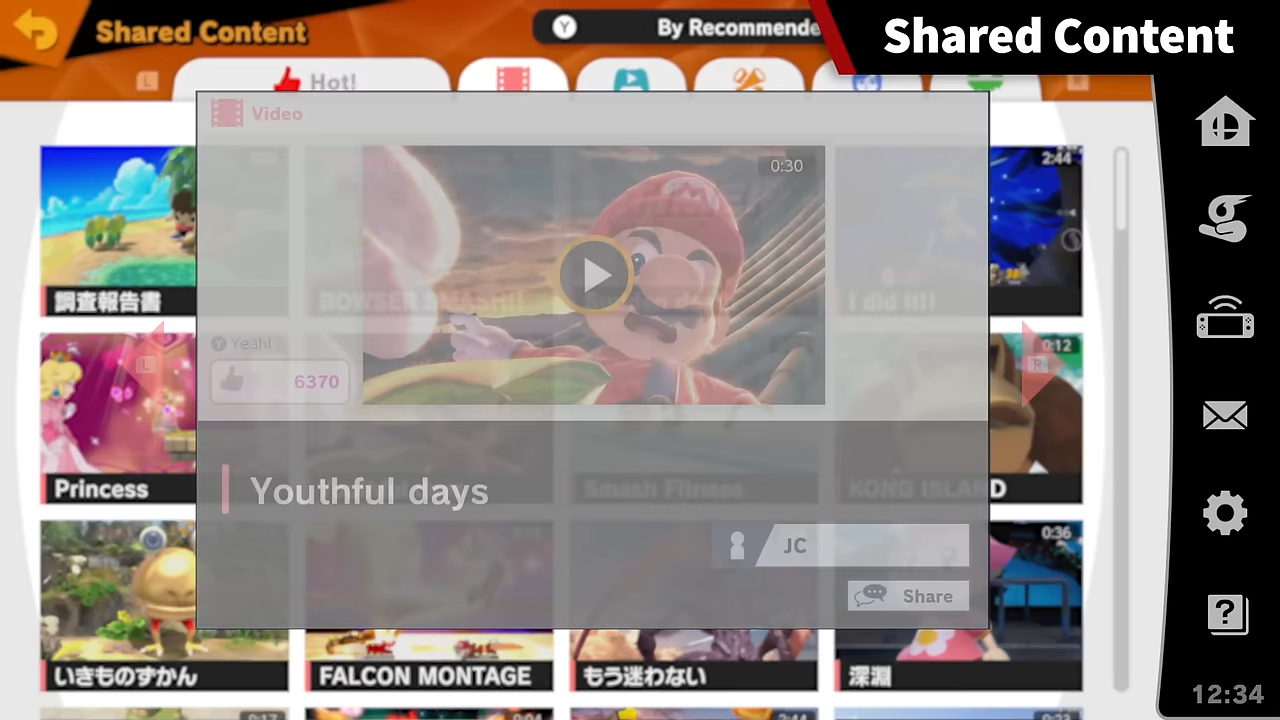 Shared Content
Y By Recommende
Shared Content
L
Hot!
R
Video
0:30
2:44
調査報告書
BOWSER SMASH!!
I did it!!
Y Yeah!
6370
L
R
0:12
Princess
Smash Fitness
KONG ISLAND
Youthful days
JC
Share
0:36
いきものずかん
FALCON MONTAGE
もう迷わない
深淵
?
12:34